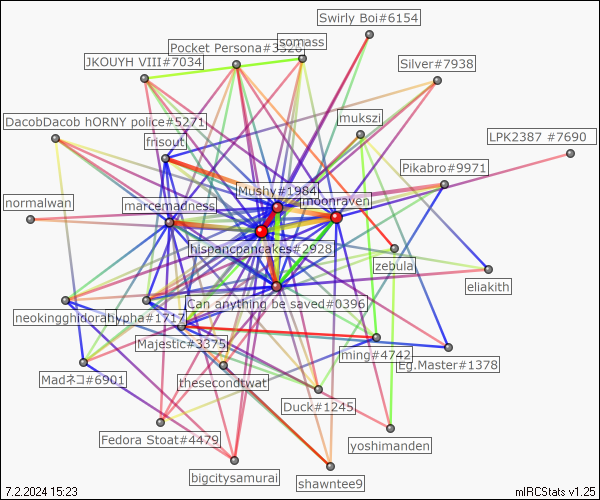 Swirly Boi#6154
somass
Pocket Persona#3328
JKOUYH VIII#7034
Silver#7938
mukszi
DacobDacob hORNY police#5271
frisout
LPK2387 #7690
Pikabro#9971
Mushy#1984
moonraven
marcemadness
normalwan
hispancpancakes#2928
zebula
eliakith
Can anything be saved#0396
neokingghidorah
ypha#1717
Majestic#3375
ming#4742
Eg.Master#1378
Madネコ#6901
thesecondtwat
Duck#1245
Fedora Stoat#4479
yoshimanden
bigcitysamurai
shawntee9
7.2.2024 15:23
mIRCStats v1.25